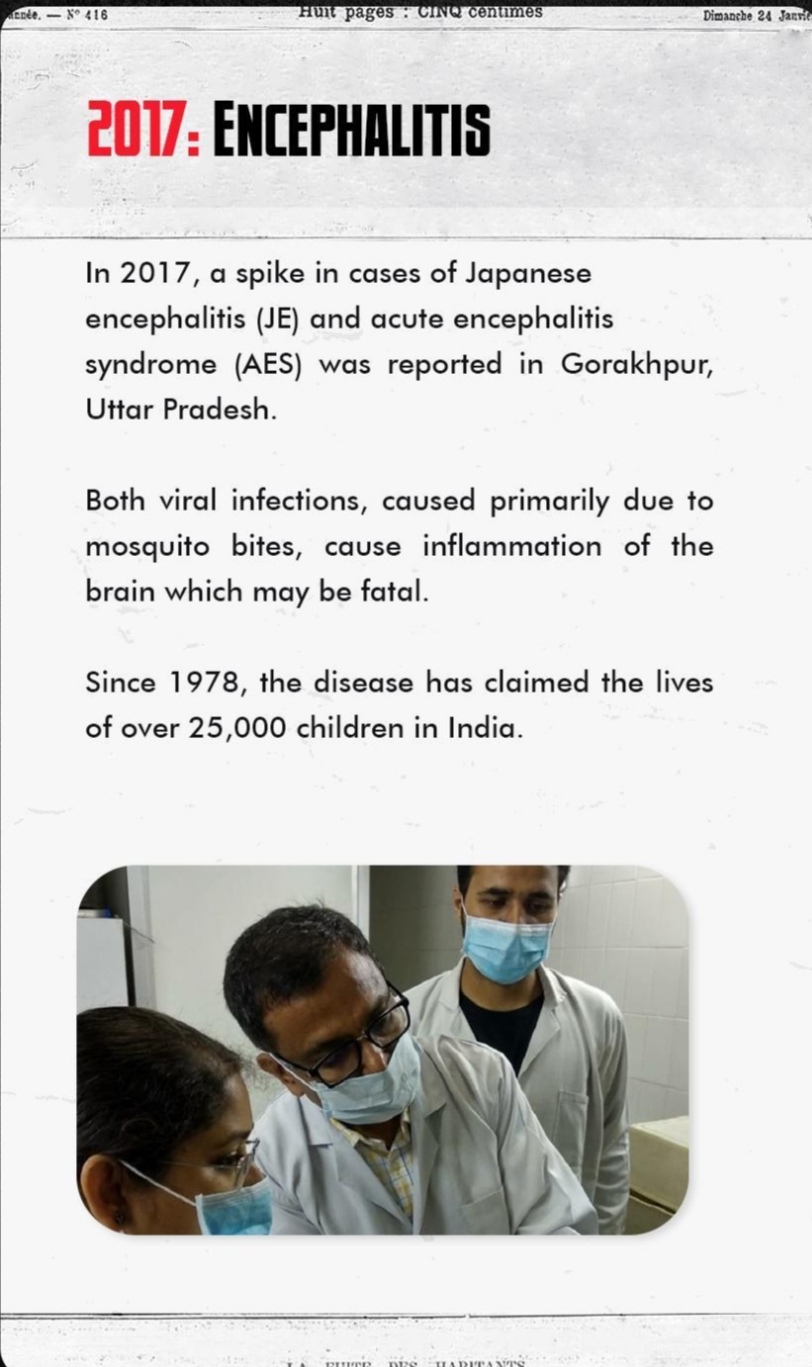 année. — Nº 416
Huit pages : CINQ centimes
Dimanche 24 Janvie
2017: ENCEPHALITIS
In 2017, a spike in cases of Japanese
encephalitis (JE) and acute encephalitis
syndrome (AES) was reported in Gorakhpur,
Uttar Pradesh.
Both viral infections, caused primarily due to
mosquito bites, cause inflammation of the
brain which may be fatal.
Since 1978, the disease has claimed the lives
of over 25,000 children in India.
LA FUITE DES HABITANTS